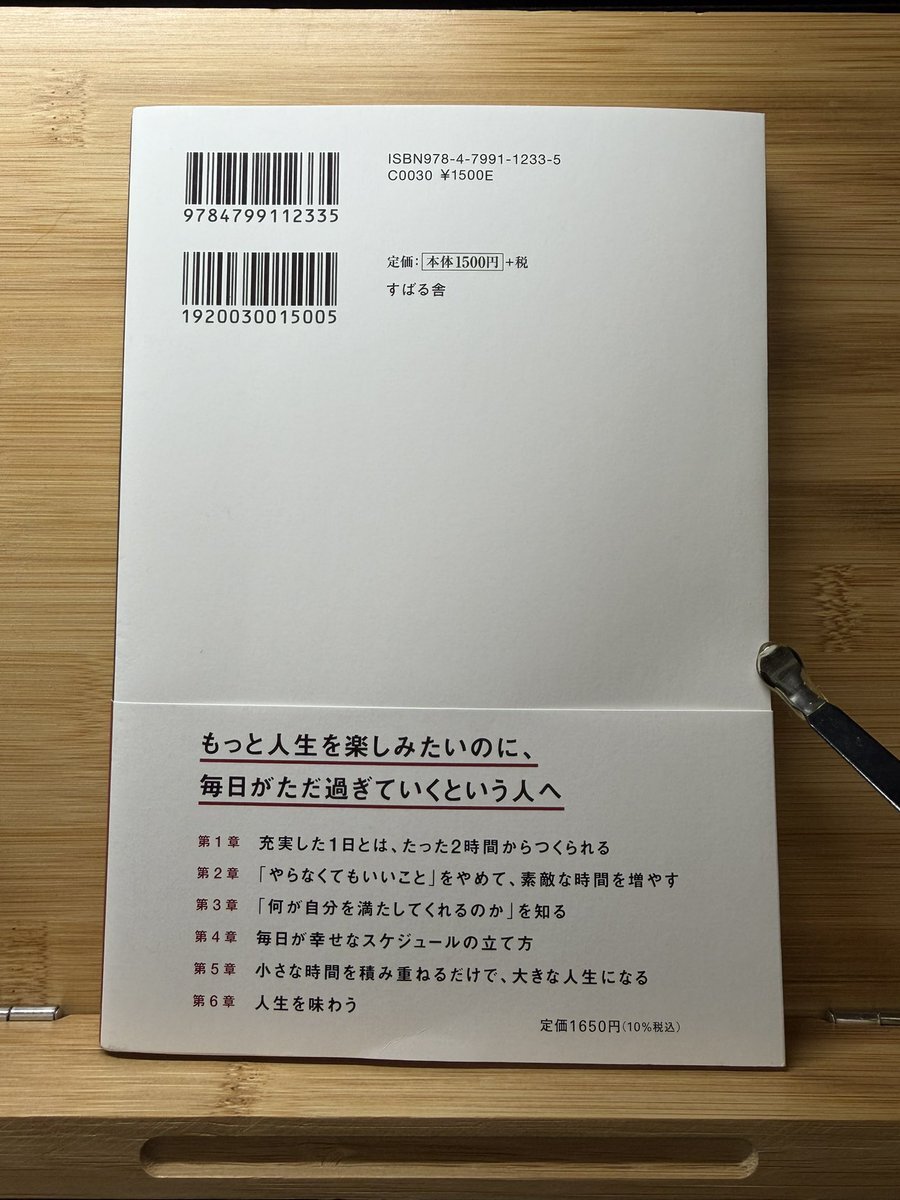 9784799112335
ISBN978-4-7991-1233-5
C0030 ¥1500E
1920030015005
定価：本体1500円+税
すばる舎
もっと人生を楽しみたいのに、
毎日がただ過ぎていくという人へ
第1章 充実した1日とは、たった2時間からつくられる
第2章 「やらなくてもいいこと」をやめて、素敵な時間を増やす
第3章 「何が自分を満たしてくれるのか」を知る
第4章 毎日が幸せなスケジュールの立て方
第5章 小さな時間を積み重ねるだけで、大きな人生になる
第6章 人生を味わう
定価1650円（10%税込）